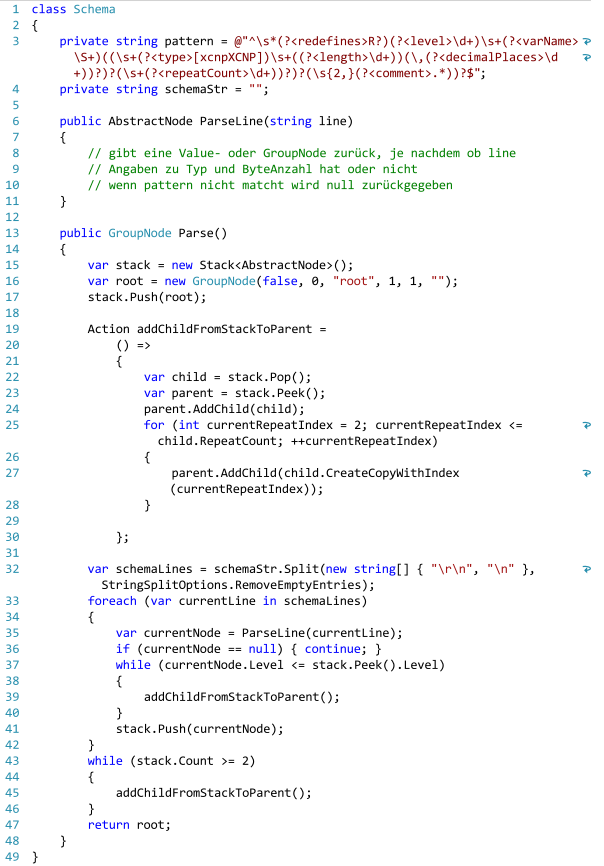 1 class Schema
2 {
3 private string pattern = @"^\s*(?<redefines>R?)(?<level>\d+)\s+(?<varName>
\S+)((\s+(?<type>[xcnpXCNP])\s+((?<length>\d+))(\,(?<decimalPlaces>\d
+))?)?(\s+(?<repeatCount>\d+))?)?(\s{2,}(?<comment>.*))?$";
4 private string schemaStr = "";
5
6 public AbstractNode ParseLine(string line)
7 {
8 // gibt eine Value- oder GroupNode zurück, je nachdem ob line
9 // Angaben zu Typ und ByteAnzahl hat oder nicht
10 // wenn pattern nicht matcht wird null zurückgegeben
11 }
12
13 public GroupNode Parse()
14 {
15 var stack = new Stack<AbstractNode>();
16 var root = new GroupNode(false, 0, "root", 1, 1, "");
17 stack.Push(root);
18
19 Action addChildFromStackToParent =
20 () =>
21 {
22 var child = stack.Pop();
23 var parent = stack.Peek();
24 parent.AddChild(child);
25 for (int currentRepeatIndex = 2; currentRepeatIndex <=
child.RepeatCount; ++currentRepeatIndex)
26 {
27 parent.AddChild(child.CreateCopyWithIndex
(currentRepeatIndex));
28 }
29
30 };
31
32 var schemaLines = schemaStr.Split(new string[] { "\r\n", "\n" },
StringSplitOptions.RemoveEmptyEntries);
33 foreach (var currentLine in schemaLines)
34 {
35 var currentNode = ParseLine(currentLine);
36 if (currentNode == null) { continue; }
37 while (currentNode.Level <= stack.Peek().Level)
38 {
39 addChildFromStackToParent();
40 }
41 stack.Push(currentNode);
42 }
43 while (stack.Count >= 2)
44 {
45 addChildFromStackToParent();
46 }
47 return root;
48 }
49 }